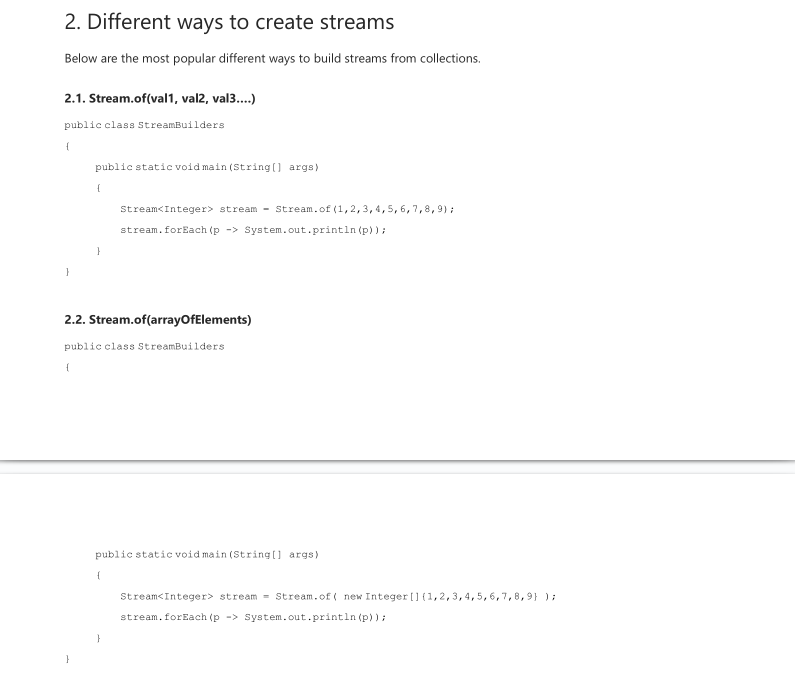 2. Different ways to create streams
Below are the most popular different ways to build streams from collections.
2.1. Stream.of(val1, val2, val3….)
public class StreamBuilders
{
public static void main(String[] args)
{
Stream<Integer> stream = Stream.of(1,2,3,4,5,6,7,8,9);
stream.forEach(p -> System.out.println(p));
}
}
2.2. Stream.of(arrayOfElements)
public class StreamBuilders
{
public static void main(String[] args)
{
Stream<Integer> stream = Stream.of( new Integer[]{1,2,3,4,5,6,7,8,9} );
stream.forEach(p -> System.out.println(p));
}
}